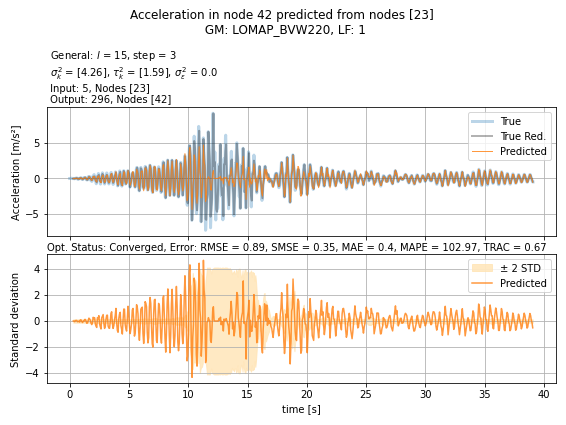 Acceleration in node 42 predicted from nodes [23]
GM: LOMAP_BVW220, LF: 1
General: l = 15, step = 3
σ²ₖ = [4.26], τ²ₖ = [1.59], σ²ε = 0.0
Input: 5, Nodes [23]
Output: 296, Nodes [42]
Acceleration [m/s²]
5
0
−5
True
True Red.
Predicted
Opt. Status: Converged, Error: RMSE = 0.89, SMSE = 0.35, MAE = 0.4, MAPE = 102.97, TRAC = 0.67
Standard deviation
4
2
0
−2
−4
± 2 STD
Predicted
0 5 10 15 20 25 30 35 40
time [s]